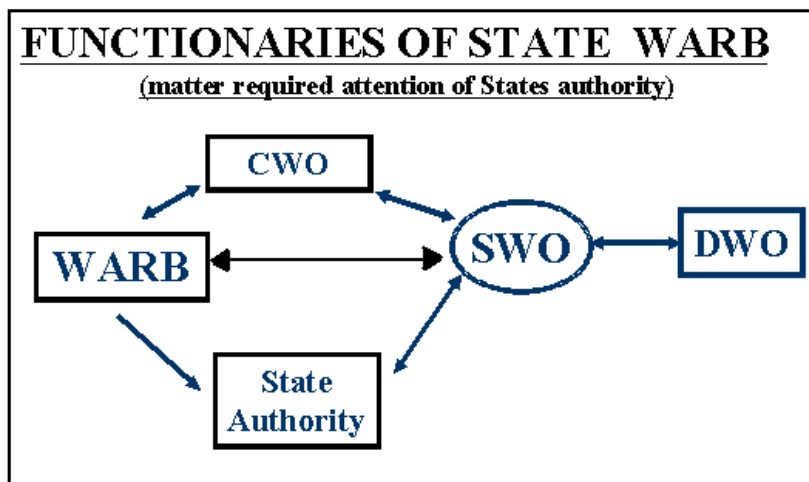 FUNCTIONARIES OF STATE WARB
(matter required attention of States authority)
CWO
WARB
SWO
DWO
State
Authority